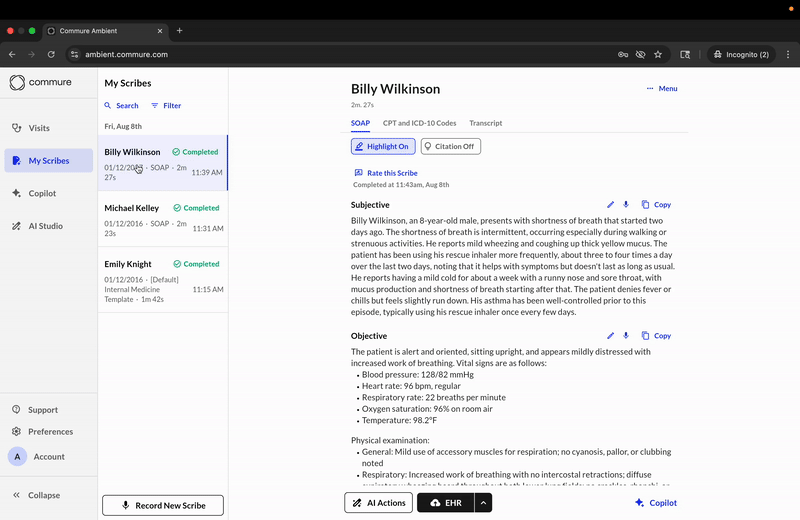 Commure Ambient
ambient.commure.com
Incognito (2)
commure
Visits
My Scribes
Copilot
AI Studio
Support
Preferences
A Account
Collapse
My Scribes
Search Filter
Fri, Aug 8th
Billy Wilkinson Completed
- SOAP - 2m
27s 11:39 AM
Michael Kelley Completed
01/12/2016 - SOAP - 2m
23s 11:31 AM
Emily Knight Completed
01/12/2016 - [Default]
Internal Medicine
Template - 1m 42s 11:15 AM
Record New Scribe
Billy Wilkinson
Menu
2m. 27s
SOAP CPT and ICD-10 Codes Transcript
Highlight On Citation Off
Rate this Scribe
Completed at 11:43am, Aug 8th
Subjective Copy
Billy Wilkinson, an 8-year-old male, presents with shortness of breath that started two
days ago. The shortness of breath is intermittent, occurring especially during walking or
strenuous activities. He reports mild wheezing and coughing up thick yellow mucus. The
patient has been using his rescue inhaler more frequently, about three to four times a day
over the last two days, noting that it helps with symptoms but doesn't last as long as usual.
He reports having a mild cold for about a week with a runny nose and sore throat, with
mucus production and shortness of breath starting after that. The patient denies fever or
chills but feels slightly run down. His asthma has been well-controlled prior to this
episode, typically using his rescue inhaler once every few days.
Objective Copy
The patient is alert and oriented, sitting upright, and appears mildly distressed with
increased work of breathing. Vital signs are as follows:
• Blood pressure: 128/82 mmHg
• Heart rate: 96 bpm, regular
• Respiratory rate: 22 breaths per minute
• Oxygen saturation: 96% on room air
• Temperature: 98.2°F
Physical examination:
• General: Mild use of accessory muscles for respiration; no cyanosis, pallor, or clubbing
noted
• Respiratory: Increased work of breathing with no intercostal retractions; diffuse
AI Actions EHR Copilot